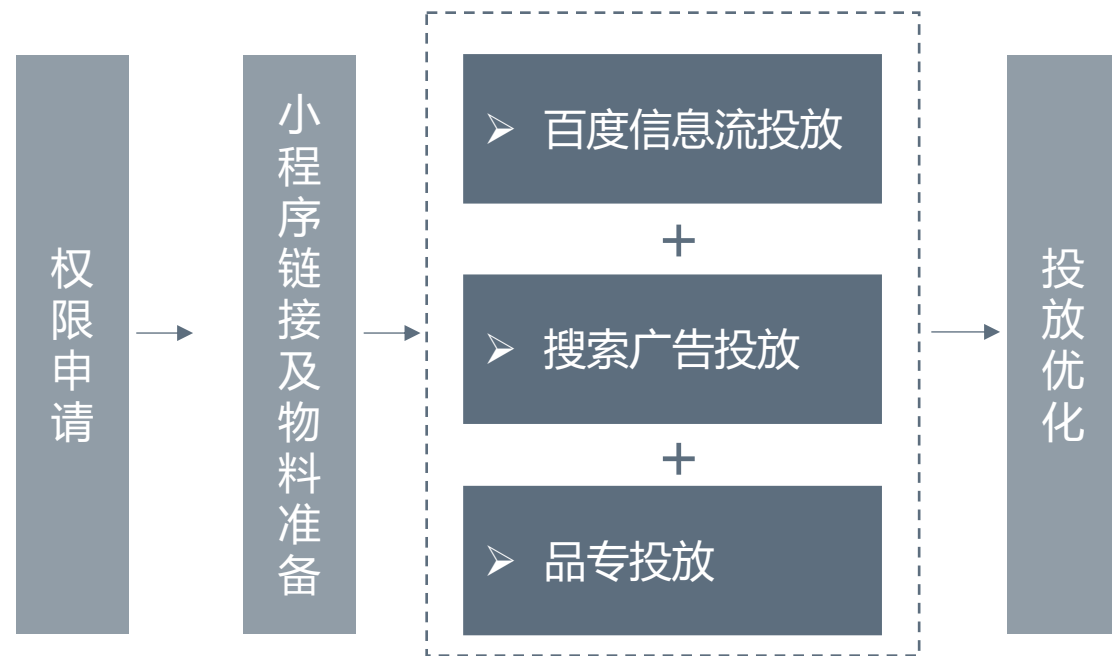 权限申请
小程序链接及物料准备
➢ 百度信息流投放
+
➢ 搜索广告投放
+
➢ 品专投放
投放优化